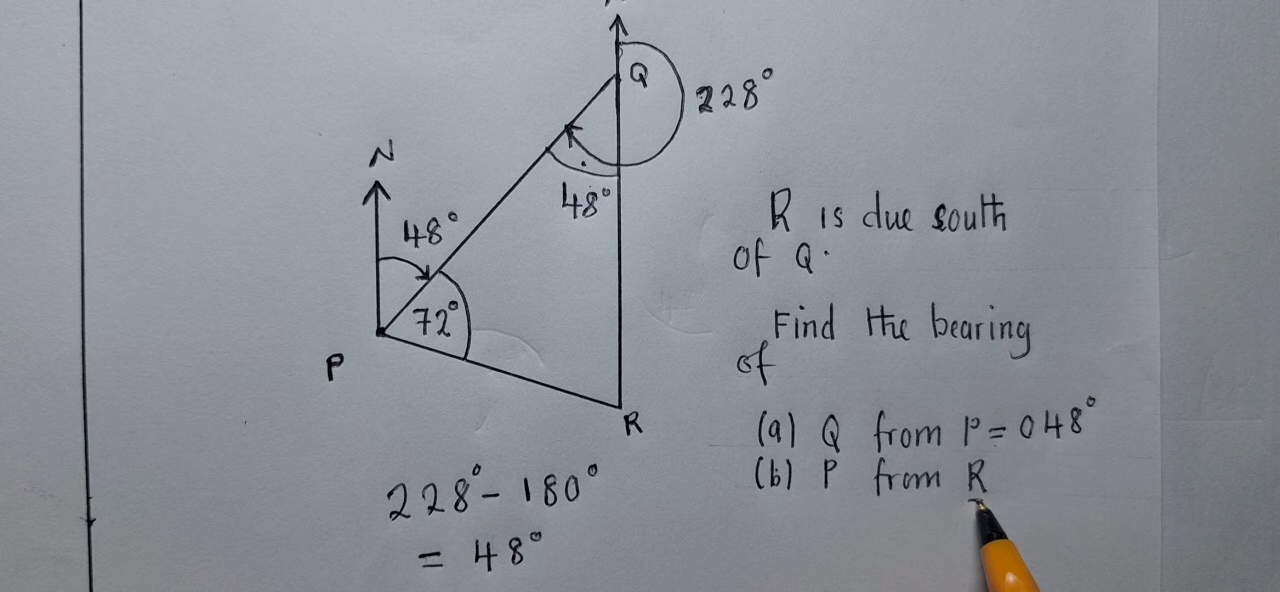 Q
228°
N
48°
48°
72°
P
R
R is due south
of Q.
Find the bearing
of
(a) Q from P = 048°
(b) P from R
228° - 180°
= 48°